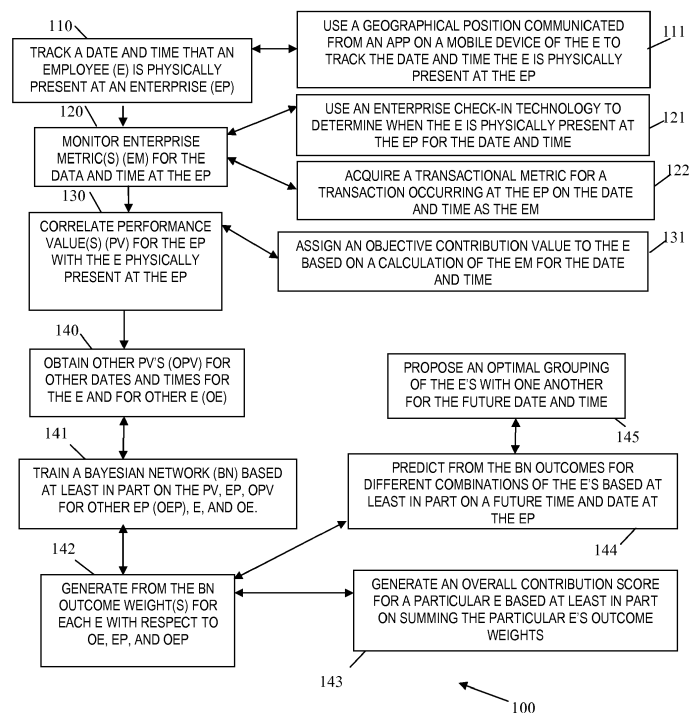 110
TRACK A DATE AND TIME THAT AN
EMPLOYEE (E) IS PHYSICALLY
PRESENT AT AN ENTERPRISE (EP)
USE A GEOGRAPHICAL POSITION COMMUNICATED
FROM AN APP ON A MOBILE DEVICE OF THE E TO
TRACK THE DATE AND TIME THE E IS PHYSICALLY
PRESENT AT THE EP
111
120
MONITOR ENTERPRISE
METRIC(S) (EM) FOR THE
DATA AND TIME AT THE EP
USE AN ENTERPRISE CHECK-IN TECHNOLOGY TO
DETERMINE WHEN THE E IS PHYSICALLY PRESENT AT
THE EP FOR THE DATE AND TIME
121
ACQUIRE A TRANSACTIONAL METRIC FOR A
TRANSACTION OCCURRING AT THE EP ON THE DATE
AND TIME AS THE EM
122
130
CORRELATE PERFORMANCE
VALUE(S) (PV) FOR THE EP
WITH THE E PHYSICALLY
PRESENT AT THE EP
ASSIGN AN OBJECTIVE CONTRIBUTION VALUE TO THE E
BASED ON A CALCULATION OF THE EM FOR THE DATE
AND TIME
131
140
OBTAIN OTHER PV'S (OPV) FOR
OTHER DATES AND TIMES FOR
THE E AND FOR OTHER E (OE)
PROPOSE AN OPTIMAL GROUPING
OF THE E'S WITH ONE ANOTHER
FOR THE FUTURE DATE AND TIME
145
141
TRAIN A BAYESIAN NETWORK (BN) BASED
AT LEAST IN PART ON THE PV, EP, OPV
FOR OTHER EP (OEP), E, AND OE.
PREDICT FROM THE BN OUTCOMES FOR
DIFFERENT COMBINATIONS OF THE E'S BASED AT
LEAST IN PART ON A FUTURE TIME AND DATE AT
THE EP
144
142
GENERATE FROM THE BN
OUTCOME WEIGHT(S) FOR
EACH E WITH RESPECT TO
OE, EP, AND OEP
GENERATE AN OVERALL CONTRIBUTION SCORE
FOR A PARTICULAR E BASED AT LEAST IN PART
ON SUMMING THE PARTICULAR E'S OUTCOME
WEIGHTS
143
100